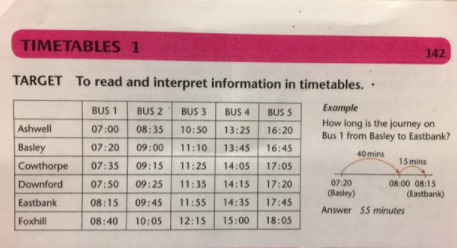 TIMETABLES 1
142
TARGET To read and interpret information in timetables.
BUS 1 BUS 2 BUS 3 BUS 4 BUS 5
Ashwell 07:00 08:35 10:50 13:25 16:20
Basley 07:20 09:00 11:10 13:45 16:45
Cowthorpe 07:35 09:15 11:25 14:05 17:05
Downford 07:50 09:25 11:35 14:15 17:20
Eastbank 08:15 09:45 11:55 14:35 17:45
Foxhill 08:40 10:05 12:15 15:00 18:05
Example
How long is the journey on
Bus 1 from Basley to Eastbank?
40 mins
15 mins
07:20 08:00 08:15
(Basley) (Eastbank)
Answer 55 minutes